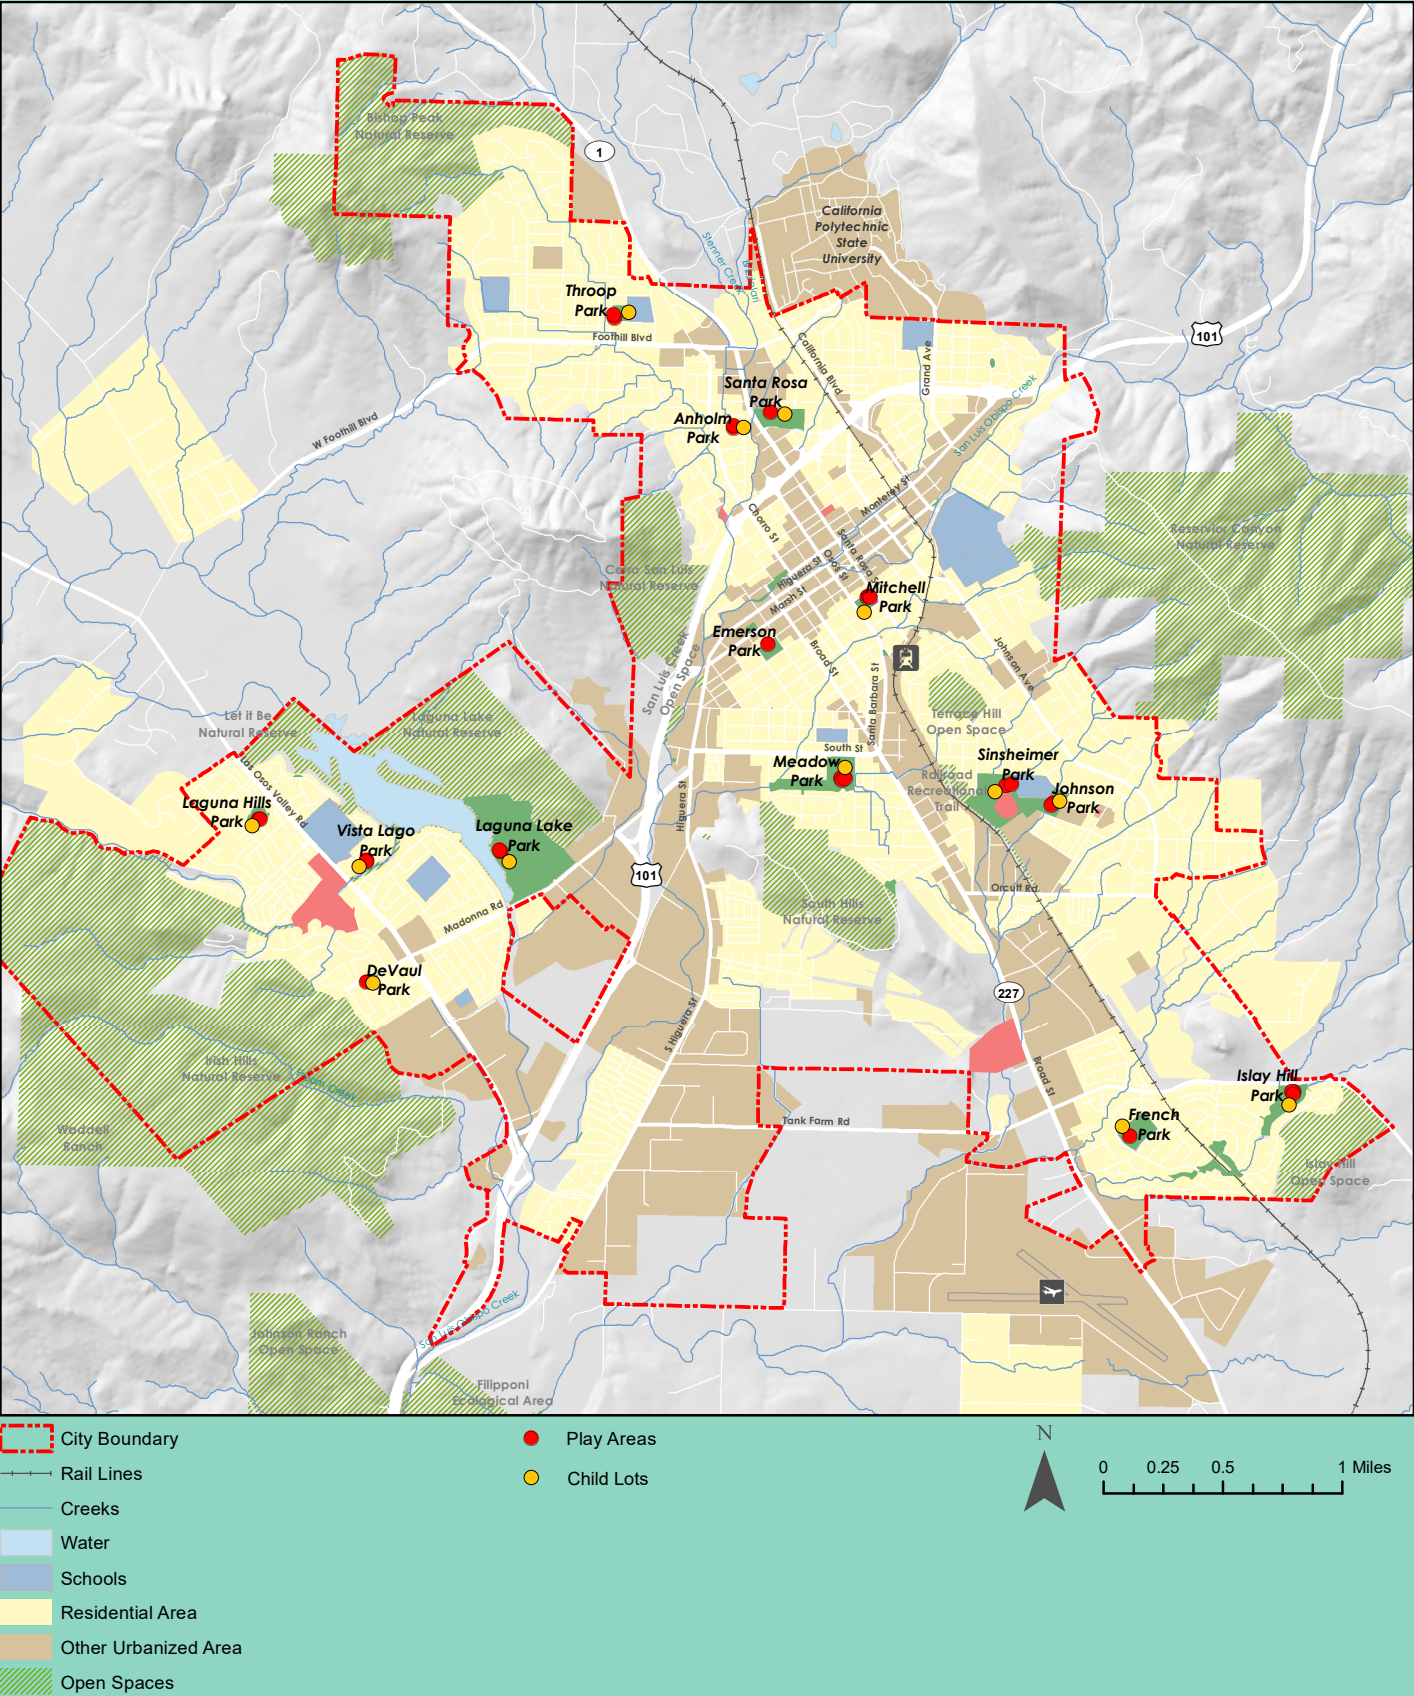 Bishop Peak
Natural Reserve
1
California
Polytechnic
State
University
Stenner Creek
Throop
Park
Foothill Blvd
101
California Blvd
Grand Ave
Santa Rosa
Park
San Luis Obispo Creek
Anholm
Park
W Foothill Blvd
Monterey St
Chorro St
Santa Rosa St
Reservior Canyon
Natural Reserve
Cerro San Luis
Natural Reserve
Higuera St
Osos St
Marsh St
Mitchell
Park
Emerson
Park
Broad St
Johnson Ave
Santa Barbara St
San Luis Creek
Open Space
Let it Be
Natural Reserve
Laguna Lake
Natural Reserve
Terrace Hill
Open Space
South St
Meadow
Park
Sinsheimer
Park
Railroad
Recreational
Trail
Johnson
Park
Los Osos Valley Rd
Laguna Hills
Park
Vista Lago
Park
Laguna Lake
Park
Higuera St
101
Orcutt Rd
South Hills
Natural Reserve
Madonna Rd
DeVaul
Park
227
S Higuera St
Irish Hills
Natural Reserve
Froom Creek
Broad St
Islay Hill
Park
Waddell
Ranch
Tank Farm Rd
French
Park
Islay Hill
Open Space
San Luis Obispo Creek
Johnson Ranch
Open Space
Filipponi
Ecological Area
City Boundary
Rail Lines
Creeks
Water
Schools
Residential Area
Other Urbanized Area
Open Spaces
Play Areas
Child Lots
N
0 0.25 0.5 1 Miles